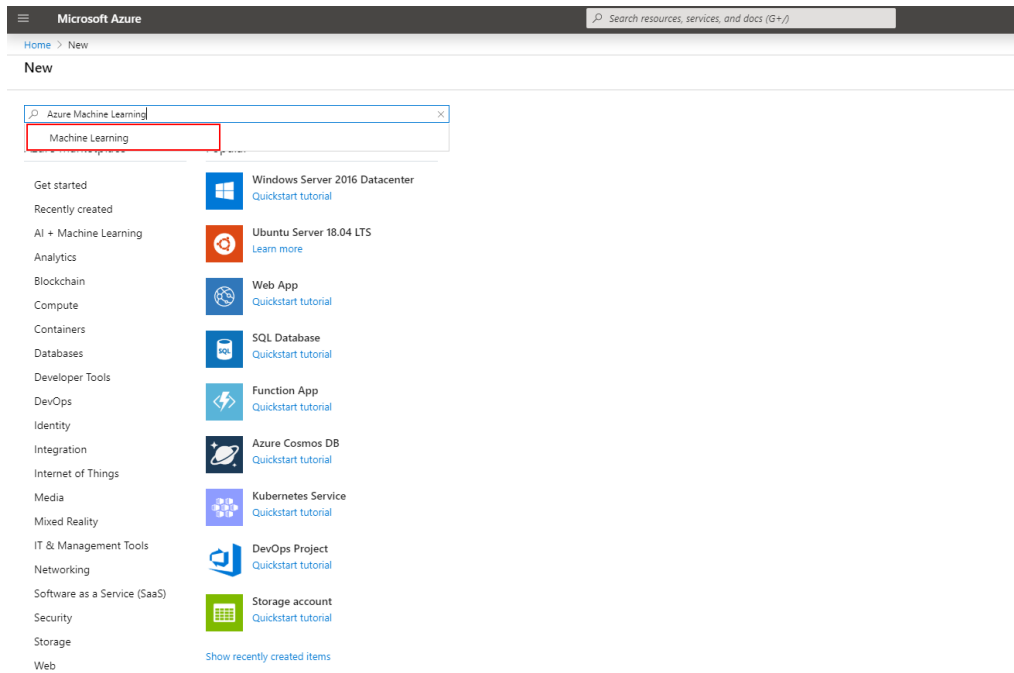 Microsoft Azure
Search resources, services, and docs (G+/)
Home > New
New
Azure Machine Learning
Machine Learning
Get started
Recently created
AI + Machine Learning
Analytics
Blockchain
Compute
Containers
Databases
Developer Tools
DevOps
Identity
Integration
Internet of Things
Media
Mixed Reality
IT & Management Tools
Networking
Software as a Service (SaaS)
Security
Storage
Web
Windows Server 2016 Datacenter
Quickstart tutorial
Ubuntu Server 18.04 LTS
Learn more
Web App
Quickstart tutorial
SQL Database
Quickstart tutorial
Function App
Quickstart tutorial
Azure Cosmos DB
Quickstart tutorial
Kubernetes Service
Quickstart tutorial
DevOps Project
Quickstart tutorial
Storage account
Quickstart tutorial
Show recently created items